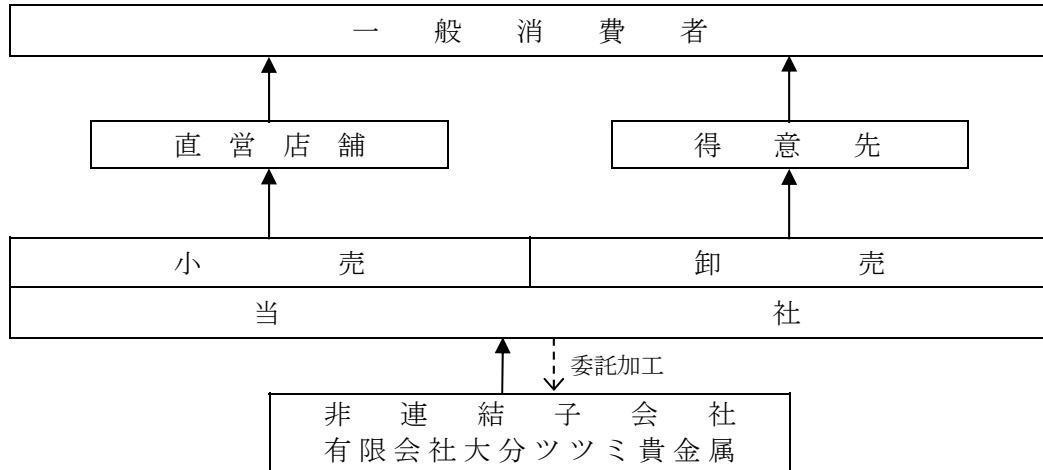 一般消費者
直営店舗
得意先
小売
卸売
当社
委託加工
非連結子会社
有限会社大分ツツミ貴金属